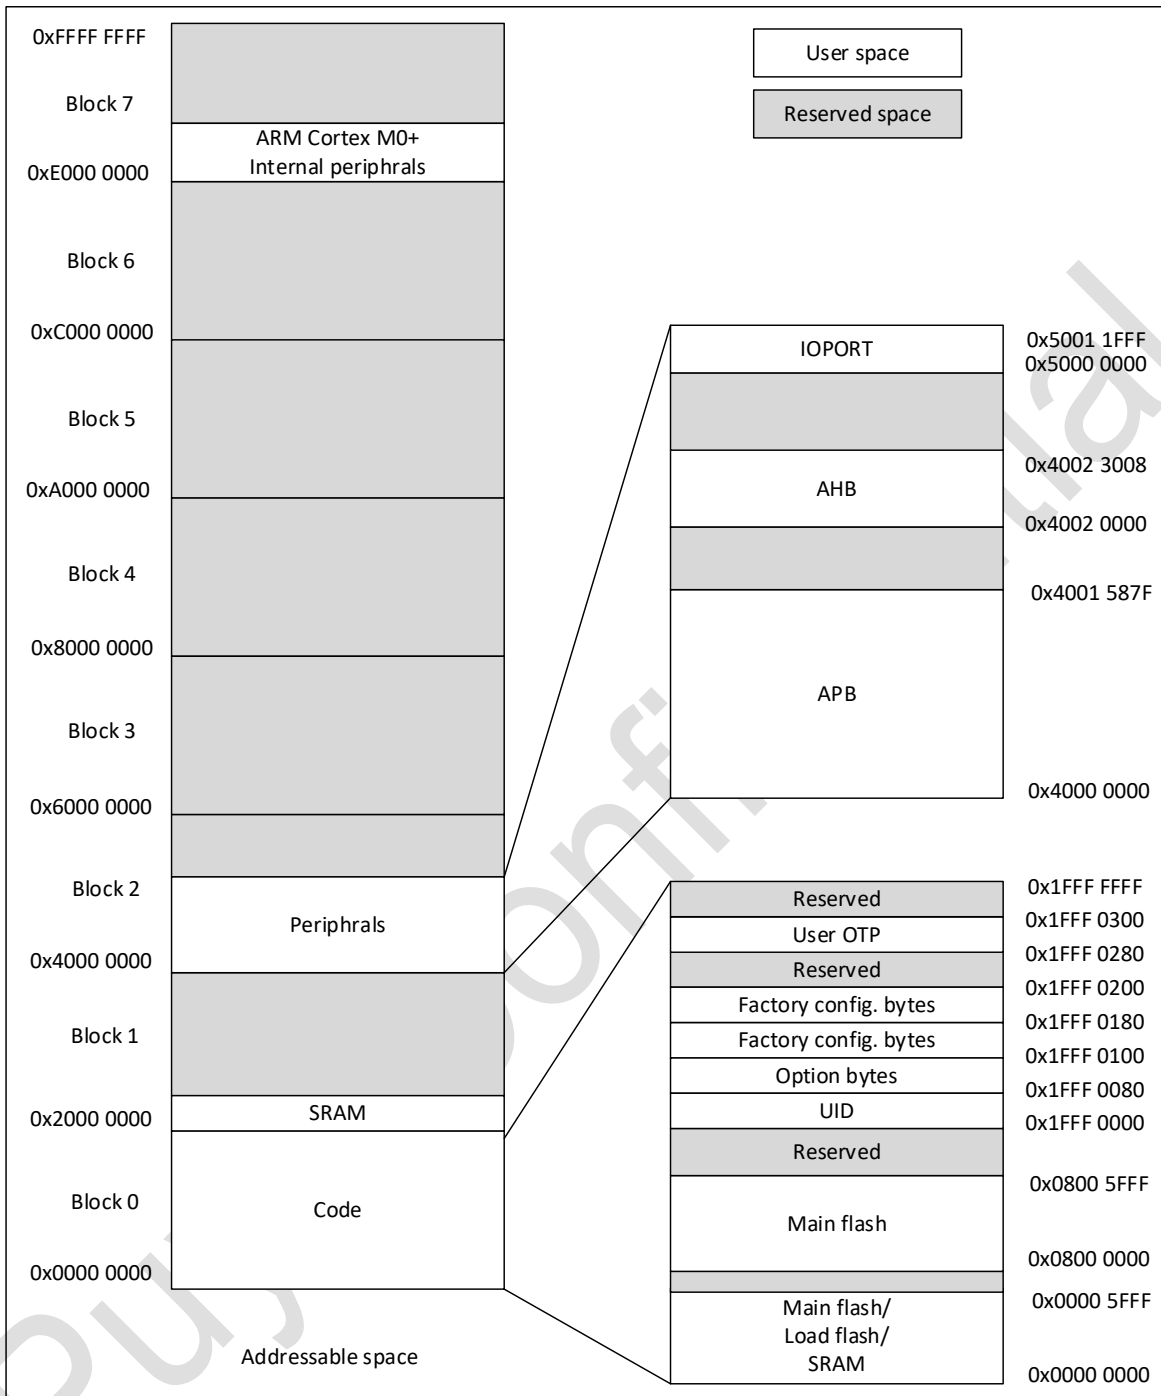 0xFFFF FFFF
Block 7
ARM Cortex M0+
Internal periphrals
0xE000 0000
Block 6
0xC000 0000
Block 5
0xA000 0000
Block 4
0x8000 0000
Block 3
0x6000 0000
Block 2
Periphrals
0x4000 0000
Block 1
SRAM
0x2000 0000
Block 0
Code
0x0000 0000
Addressable space
User space
Reserved space
IOPORT
0x5001 1FFF
0x5000 0000
0x4002 3008
AHB
0x4002 0000
0x4001 587F
APB
0x4000 0000
0x1FFF FFFF
Reserved
0x1FFF 0300
User OTP
0x1FFF 0280
Reserved
0x1FFF 0200
Factory config. bytes
0x1FFF 0180
Factory config. bytes
0x1FFF 0100
Option bytes
0x1FFF 0080
UID
0x1FFF 0000
Reserved
0x0800 5FFF
Main flash
0x0800 0000
0x0000 5FFF
Main flash/
Load flash/
SRAM
0x0000 0000